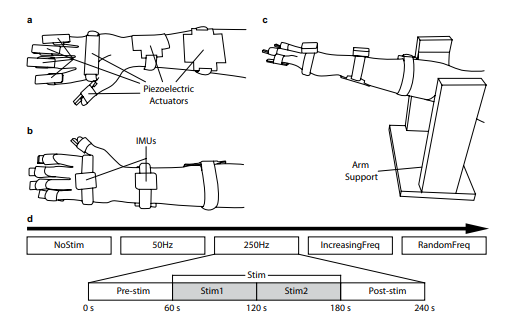 a
c
Piezoelectric
Actuators
b
IMUs
Arm
Support
d
NoStim
50Hz
250Hz
IncreasingFreq
RandomFreq
Stim
Pre-stim
Stim1
Stim2
Post-stim
0 s
60 s
120 s
180 s
240 s